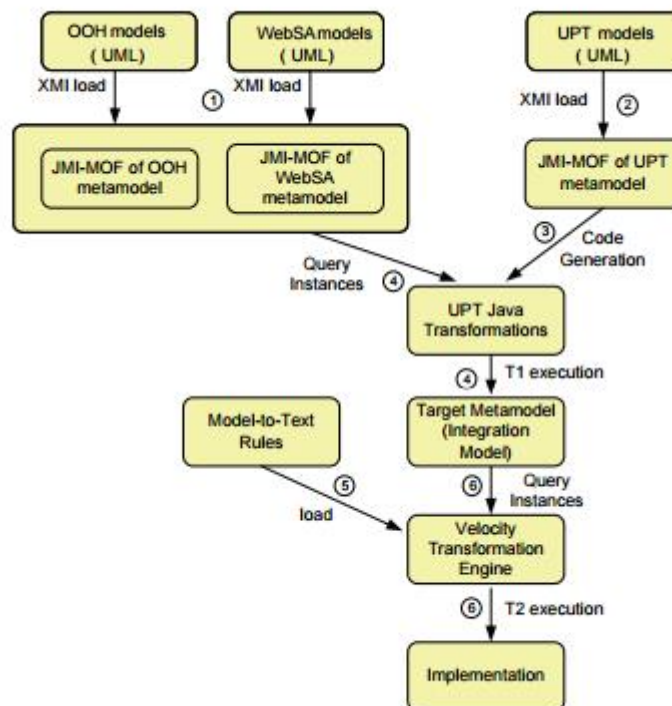 OOH models
( UML)
WebSA models
( UML)
UPT models
( UML)
XMI load
1
XMI load
XMI load
2
JMI-MOF of OOH
metamodel
JMI-MOF of
WebSA
metamodel
JMI-MOF of UPT
metamodel
3
Code
Generation
Query
Instances
4
UPT Java
Transformations
4
T1 execution
Model-to-Text
Rules
Target Metamodel
(Integration
Model)
5
load
6
Query
Instances
Velocity
Transformation
Engine
6
T2 execution
Implementation